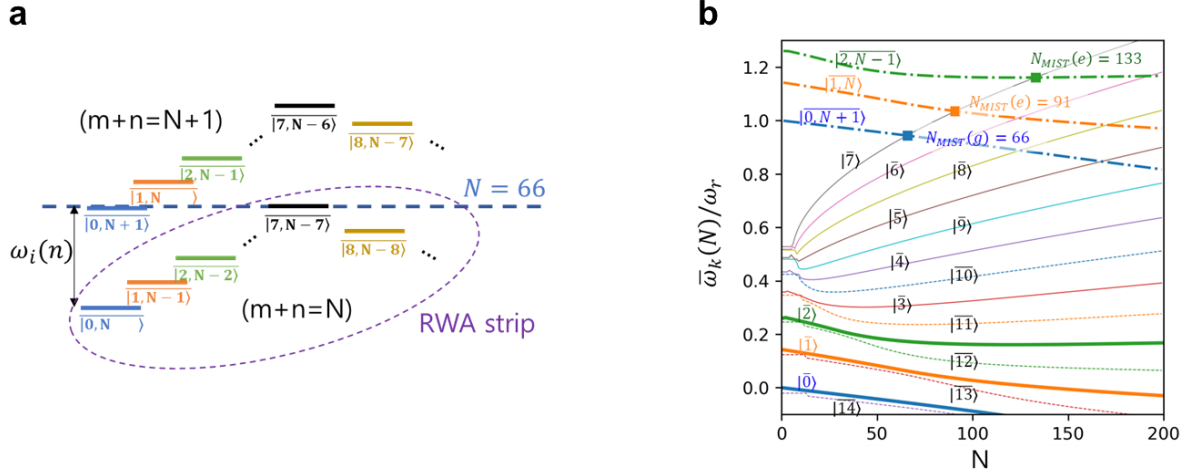 a
(m+n=N+1)
|7, N−6⟩
|8, N−7⟩
...
...
|2, N−1⟩
|1, N ⟩
N = 66
|0, N+1⟩
|7, N−7⟩
ω_i(n)
|8, N−8⟩
...
...
|2, N−2⟩
|1, N−1⟩
(m+n=N)
RWA strip
|0, N ⟩
b
ω̄_k(N)/ω_r
1.2
1.0
0.8
0.6
0.4
0.2
0.0
|2, N−1⟩
N_MIST(e) = 133
|1, N⟩
N_MIST(e) = 91
|0, N+1⟩
N_MIST(g) = 66
|7̄⟩
|6̄⟩
|8̄⟩
|5̄⟩
|9̄⟩
|4̄⟩
|10⟩
|3̄⟩
|2̄⟩
|11⟩
|1̄⟩
|12⟩
|0̄⟩
|13⟩
|14⟩
0
50
100
150
200
N